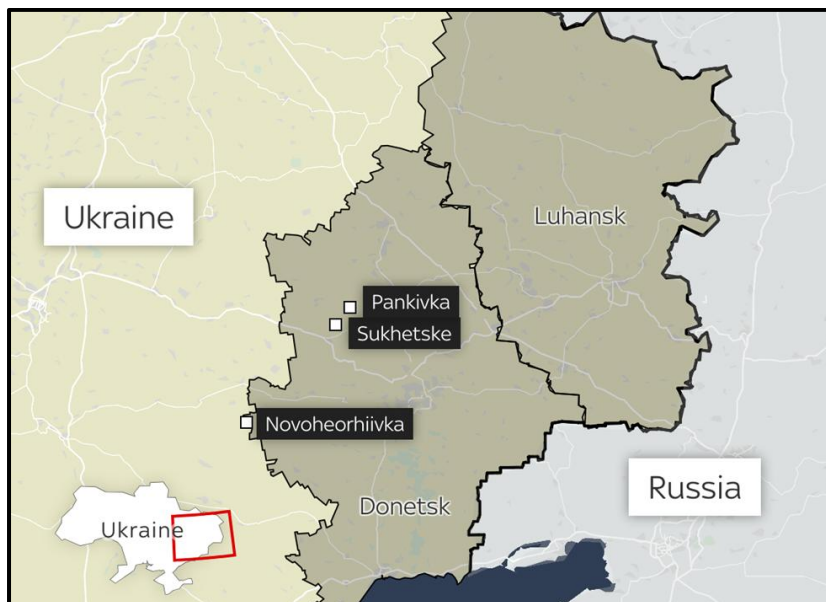 Luhansk
Ukraine
Pankivka
Sukhetske
Novoheorhiivka
Russia
Donetsk
Ukraine